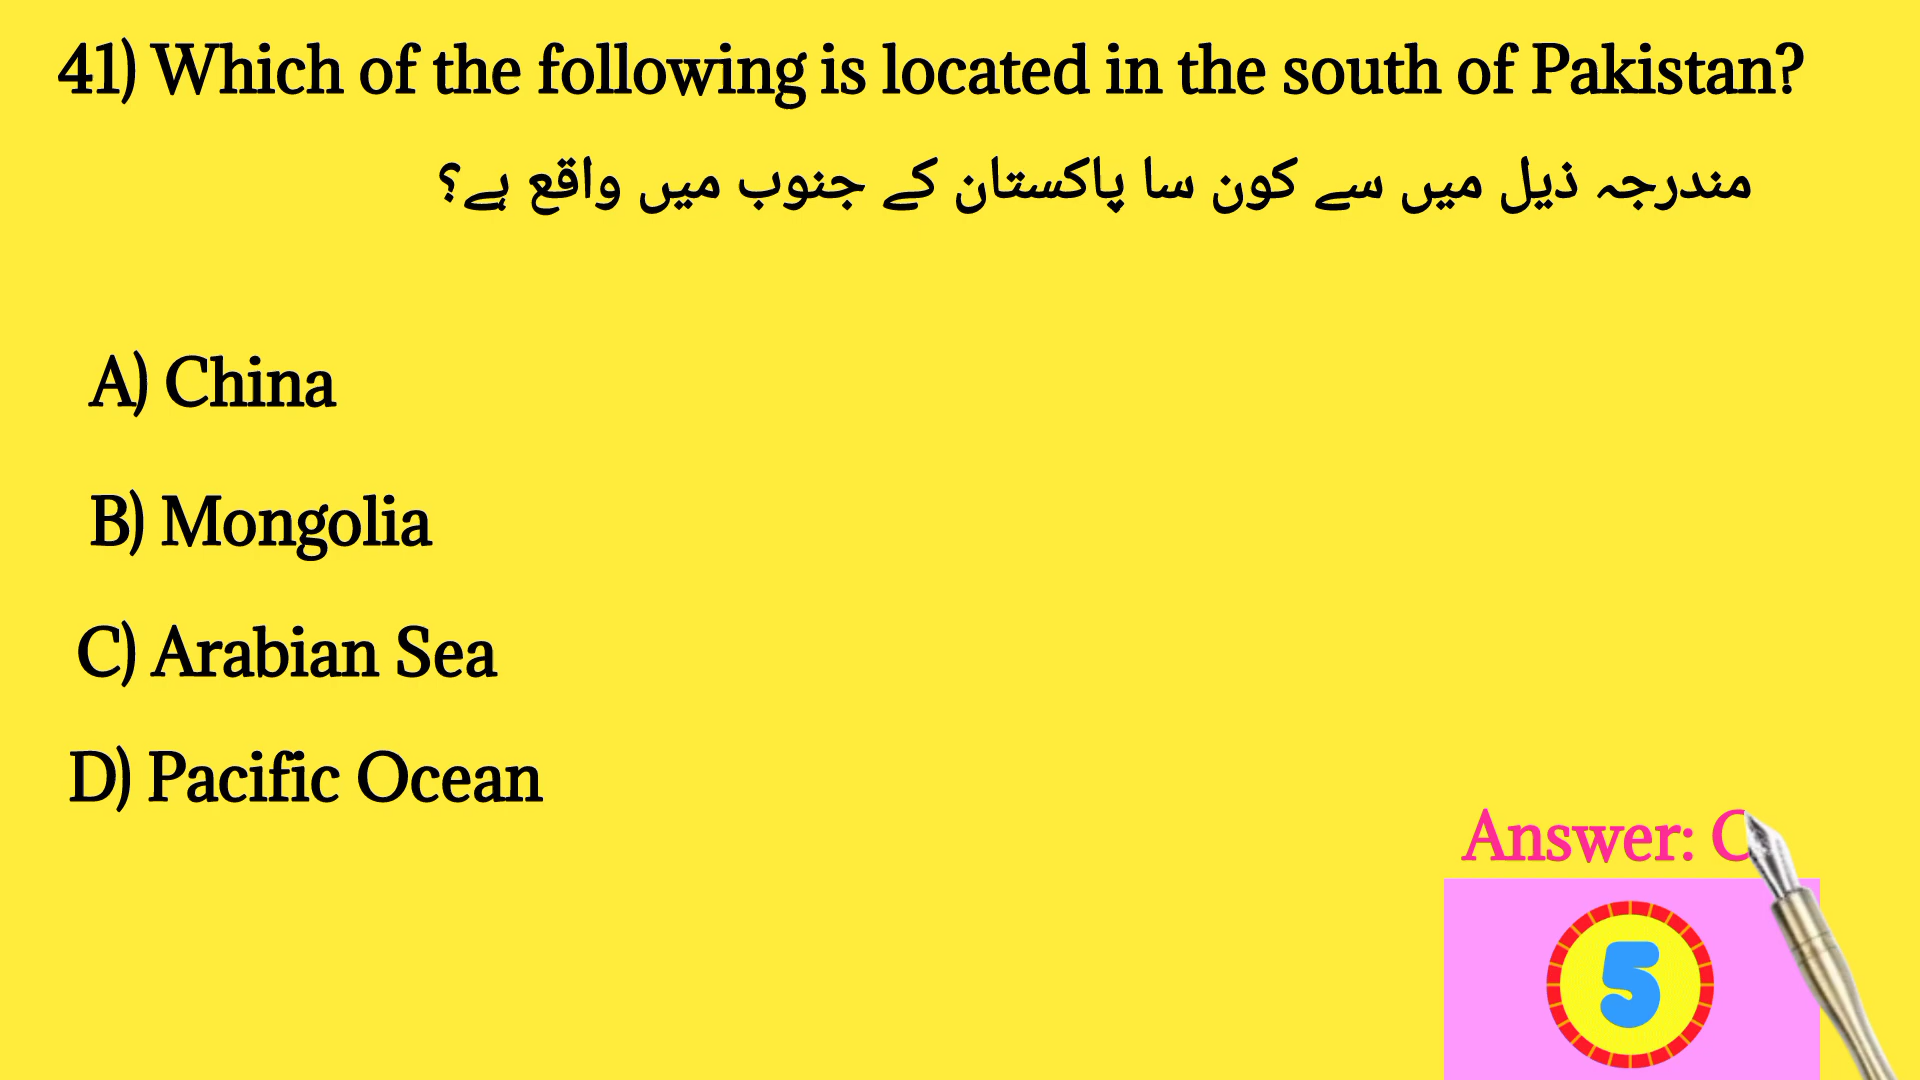 41) Which of the following is located in the south of Pakistan?
مندرجہ ذیل میں سے کون سا پاکستان کے جنوب میں واقع ہے؟
A) China
B) Mongolia
C) Arabian Sea
D) Pacific Ocean
Answer: C
5